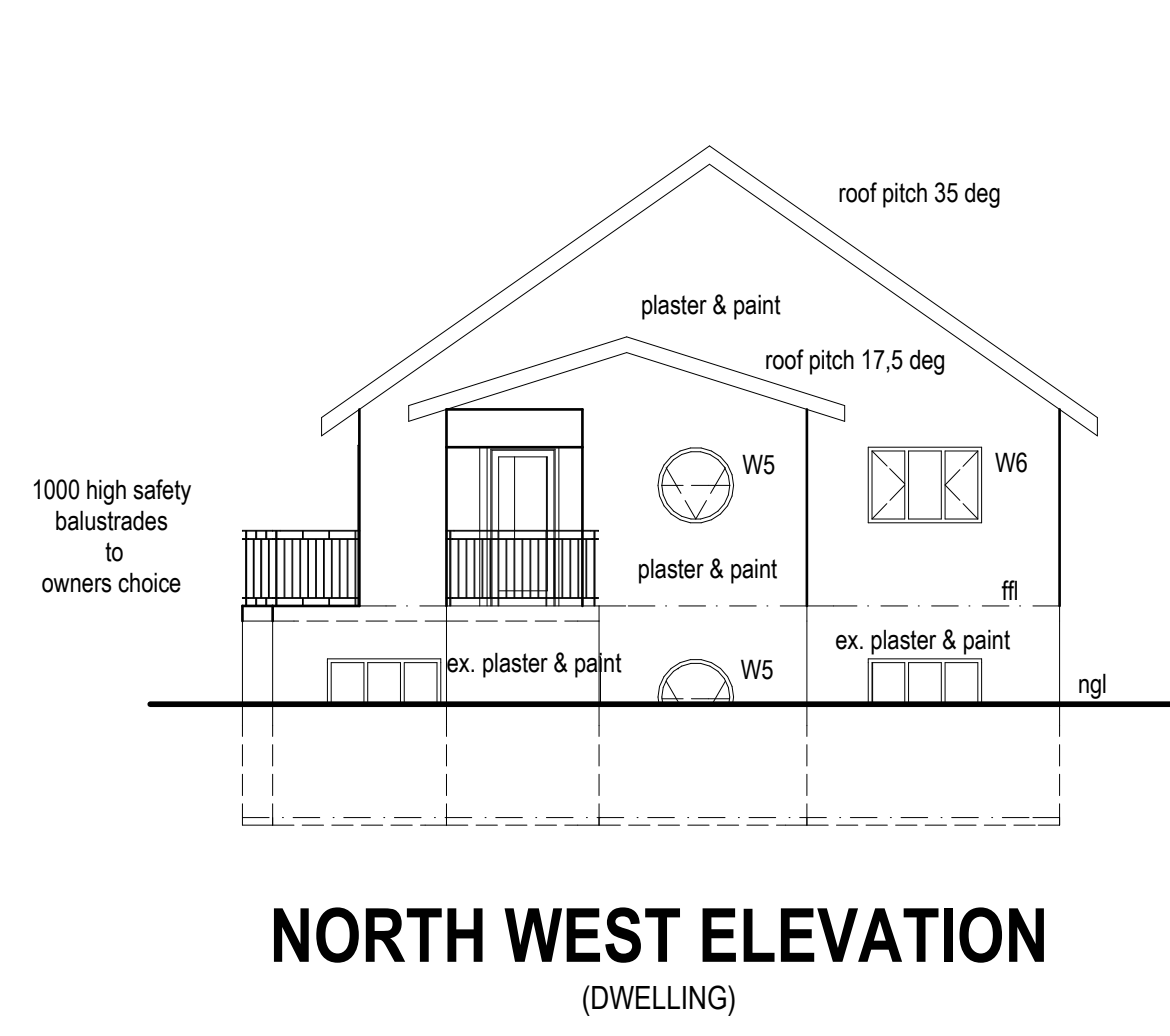 roof pitch 35 deg
plaster & paint
roof pitch 17,5 deg
W5
W6
1000 high safety
balustrades
to
owners choice
plaster & paint
ffl
ex. plaster & paint
ex. plaster & paint
W5
ngl
NORTH WEST ELEVATION
(DWELLING)